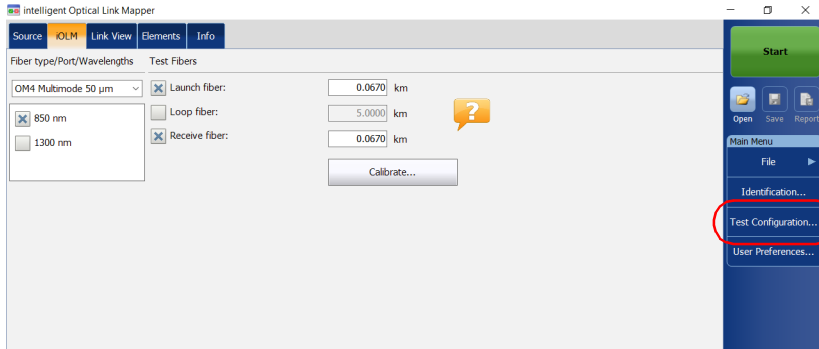 intelligent Optical Link Mapper
Source iOLM Link View Elements Info
Fiber type/Port/Wavelengths Test Fibers
OM4 Multimode 50 µm
Launch fiber: 0.0670 km
850 nm
Loop fiber: 5.0000 km
Receive fiber: 0.0670 km
1300 nm
?
Calibrate...
Start
Open Save Report
Main Menu
File
Identification...
Test Configuration...
User Preferences...